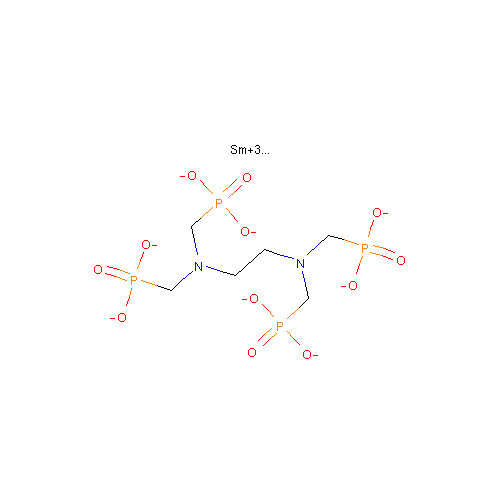 Sm+3...
-O P O
O-
O- -O
O P N
-O
O-
N P O
-O
-O P
O O-